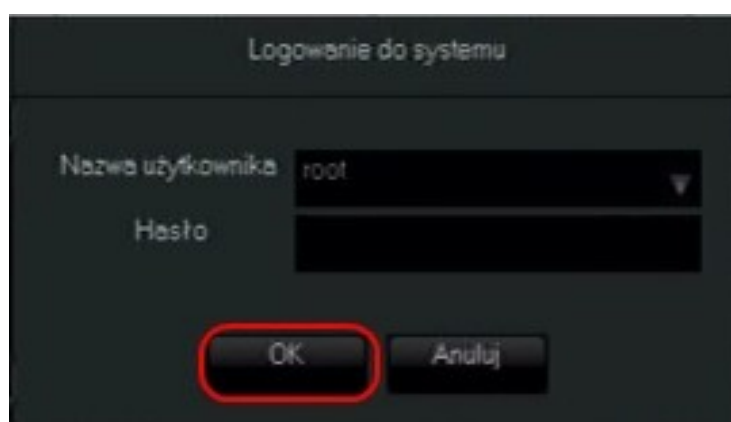 Logowanie do systemu
Nazwa użytkownika root
Hasło
OK Anuluj